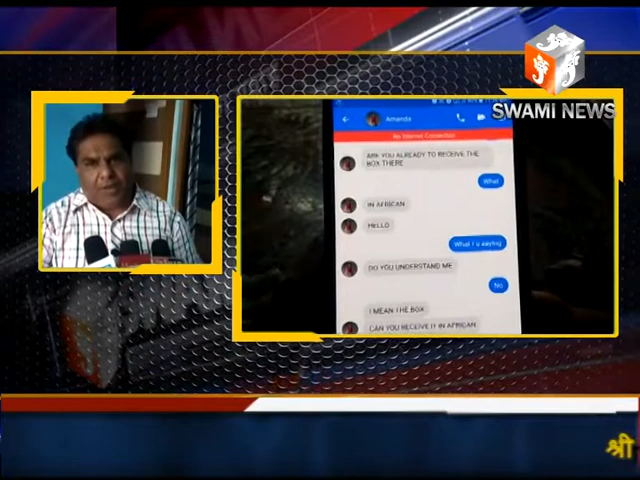 SWAMI NEWS
Amanda
No Internet Connection
ARE YOU ALREADY TO RECEIVE THE
BOX THERE
What
IN AFRICAN
HELLO
What r u saying
DO YOU UNDERSTAND ME
No
I MEAN THE BOX
CAN YOU RECEIVE IT IN AFRICAN
श्री